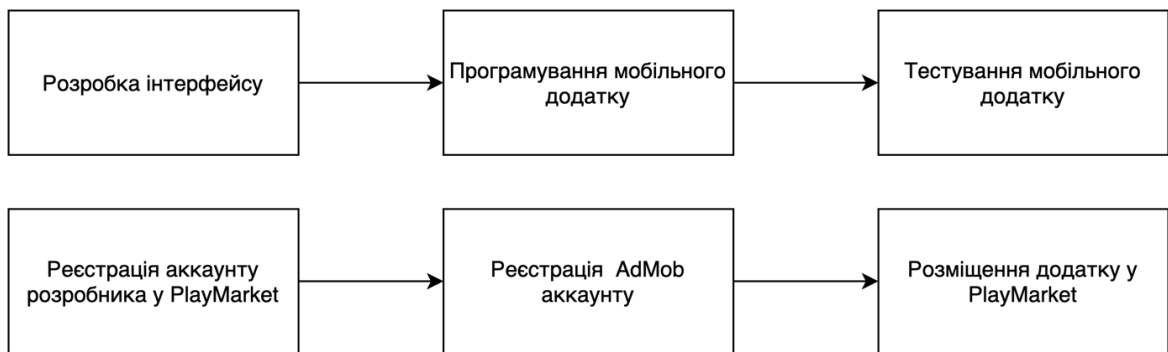 Розробка інтерфейсу
Програмування мобільного
додатку
Тестування мобільного
додатку
Реєстрація аккаунту
розробника у PlayMarket
Реєстрація AdMob
аккаунту
Розміщення додатку у
PlayMarket